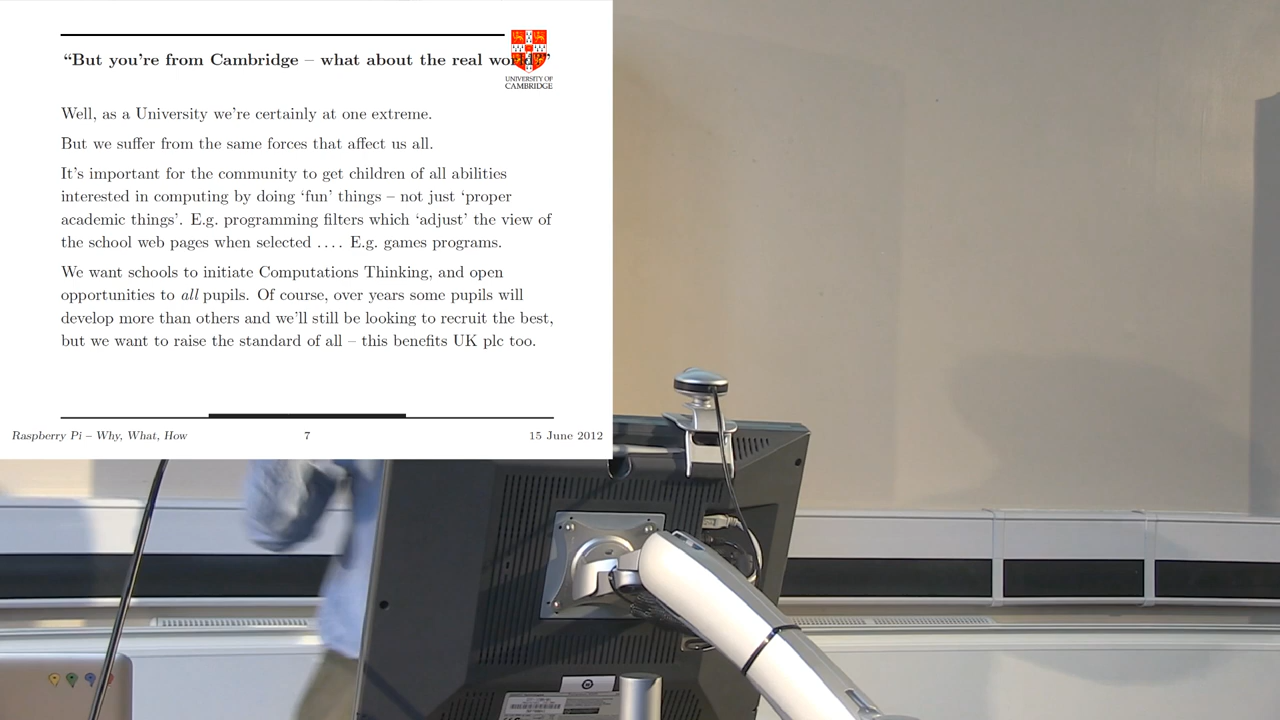 “But you’re from Cambridge – what about the real world?”
UNIVERSITY OF
CAMBRIDGE
Well, as a University we’re certainly at one extreme.
But we suffer from the same forces that affect us all.
It’s important for the community to get children of all abilities
interested in computing by doing ‘fun’ things – not just ‘proper
academic things’. E.g. programming filters which ‘adjust’ the view of
the school web pages when selected .... E.g. games programs.
We want schools to initiate Computations Thinking, and open
opportunities to all pupils. Of course, over years some pupils will
develop more than others and we’ll still be looking to recruit the best,
but we want to raise the standard of all – this benefits UK plc too.
Raspberry Pi – Why, What, How
7
15 June 2012